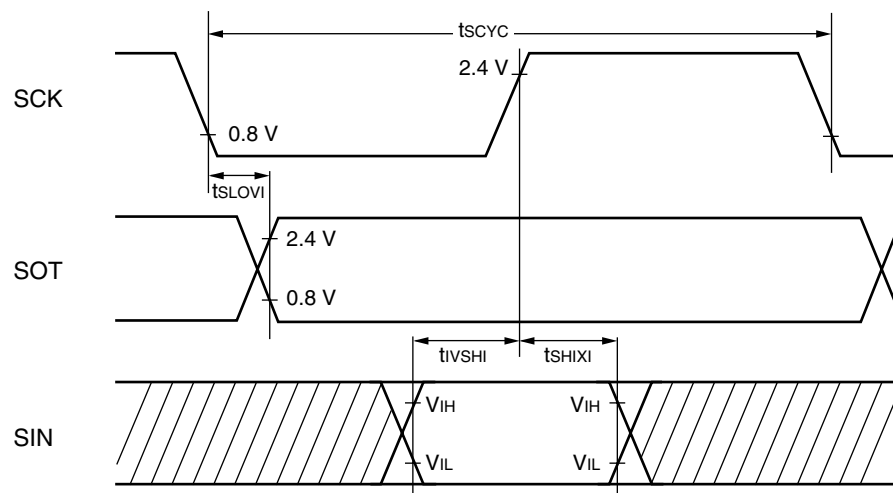 tSCYC
SCK
2.4 V
0.8 V
tSLOVI
SOT
2.4 V
0.8 V
tIVSHI
tSHIXI
SIN
VIH
VIH
VIL
VIL